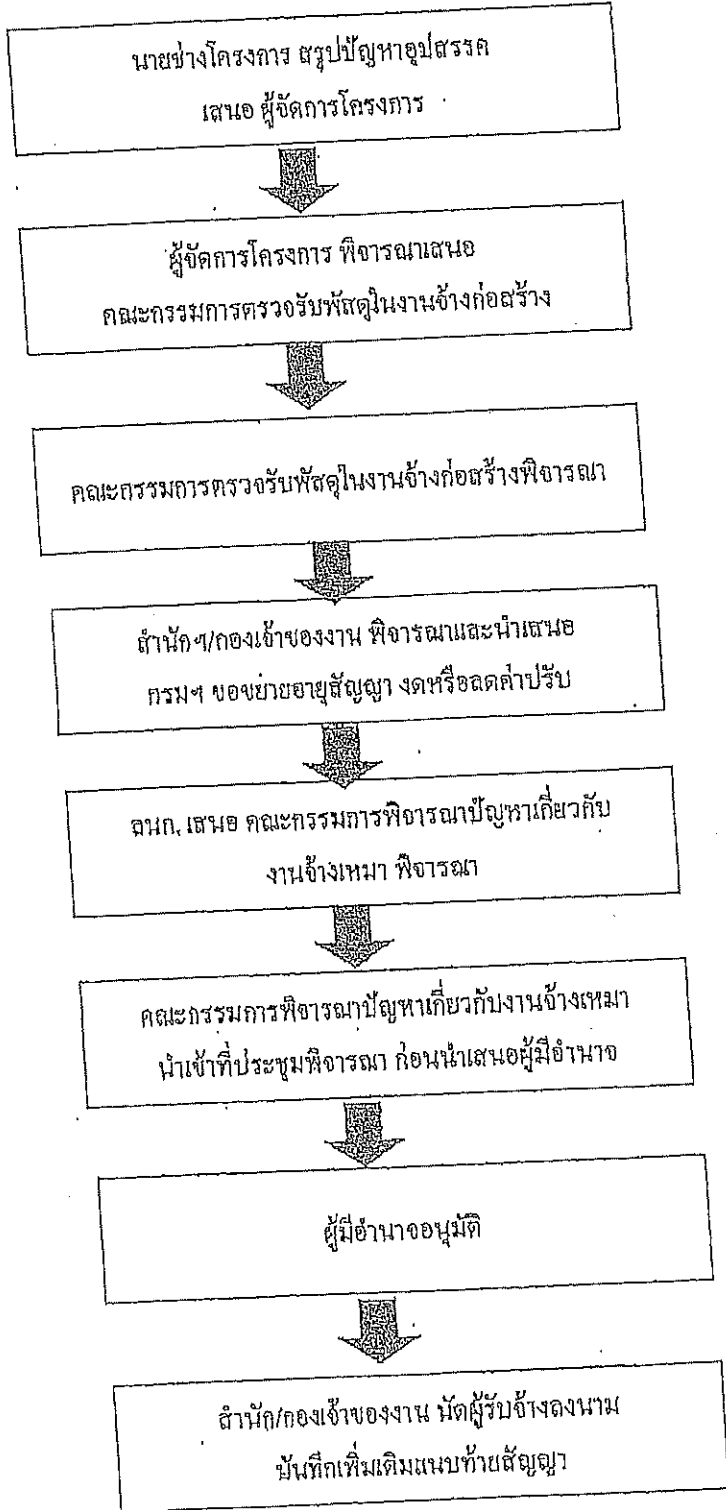 นายช่างโครงการ สรุปปัญหาอุปสรรค
เสนอ ผู้จัดการโครงการ
ผู้จัดการโครงการ พิจารณาเสนอ
คณะกรรมการตรวจรับพัสดุในงานจ้างก่อสร้าง
คณะกรรมการตรวจรับพัสดุในงานจ้างก่อสร้างพิจารณา
สำนักฯ/กองเจ้าของงาน พิจารณาและนำเสนอ
กรมฯ ขอขยายอายุสัญญา งดหรือลดค่าปรับ
ฉนก. เสนอ คณะกรรมการพิจารณาปัญหาเกี่ยวกับ
งานจ้างเหมา พิจารณา
คณะกรรมการพิจารณาปัญหาเกี่ยวกับงานจ้างเหมา
นำเข้าที่ประชุมพิจารณา ก่อนนำเสนอผู้มีอำนาจ
ผู้มีอำนาจอนุมัติ
สำนัก/กองเจ้าของงาน นัดผู้รับจ้างลงนาม
บันทึกเพิ่มเติมแนบท้ายสัญญา